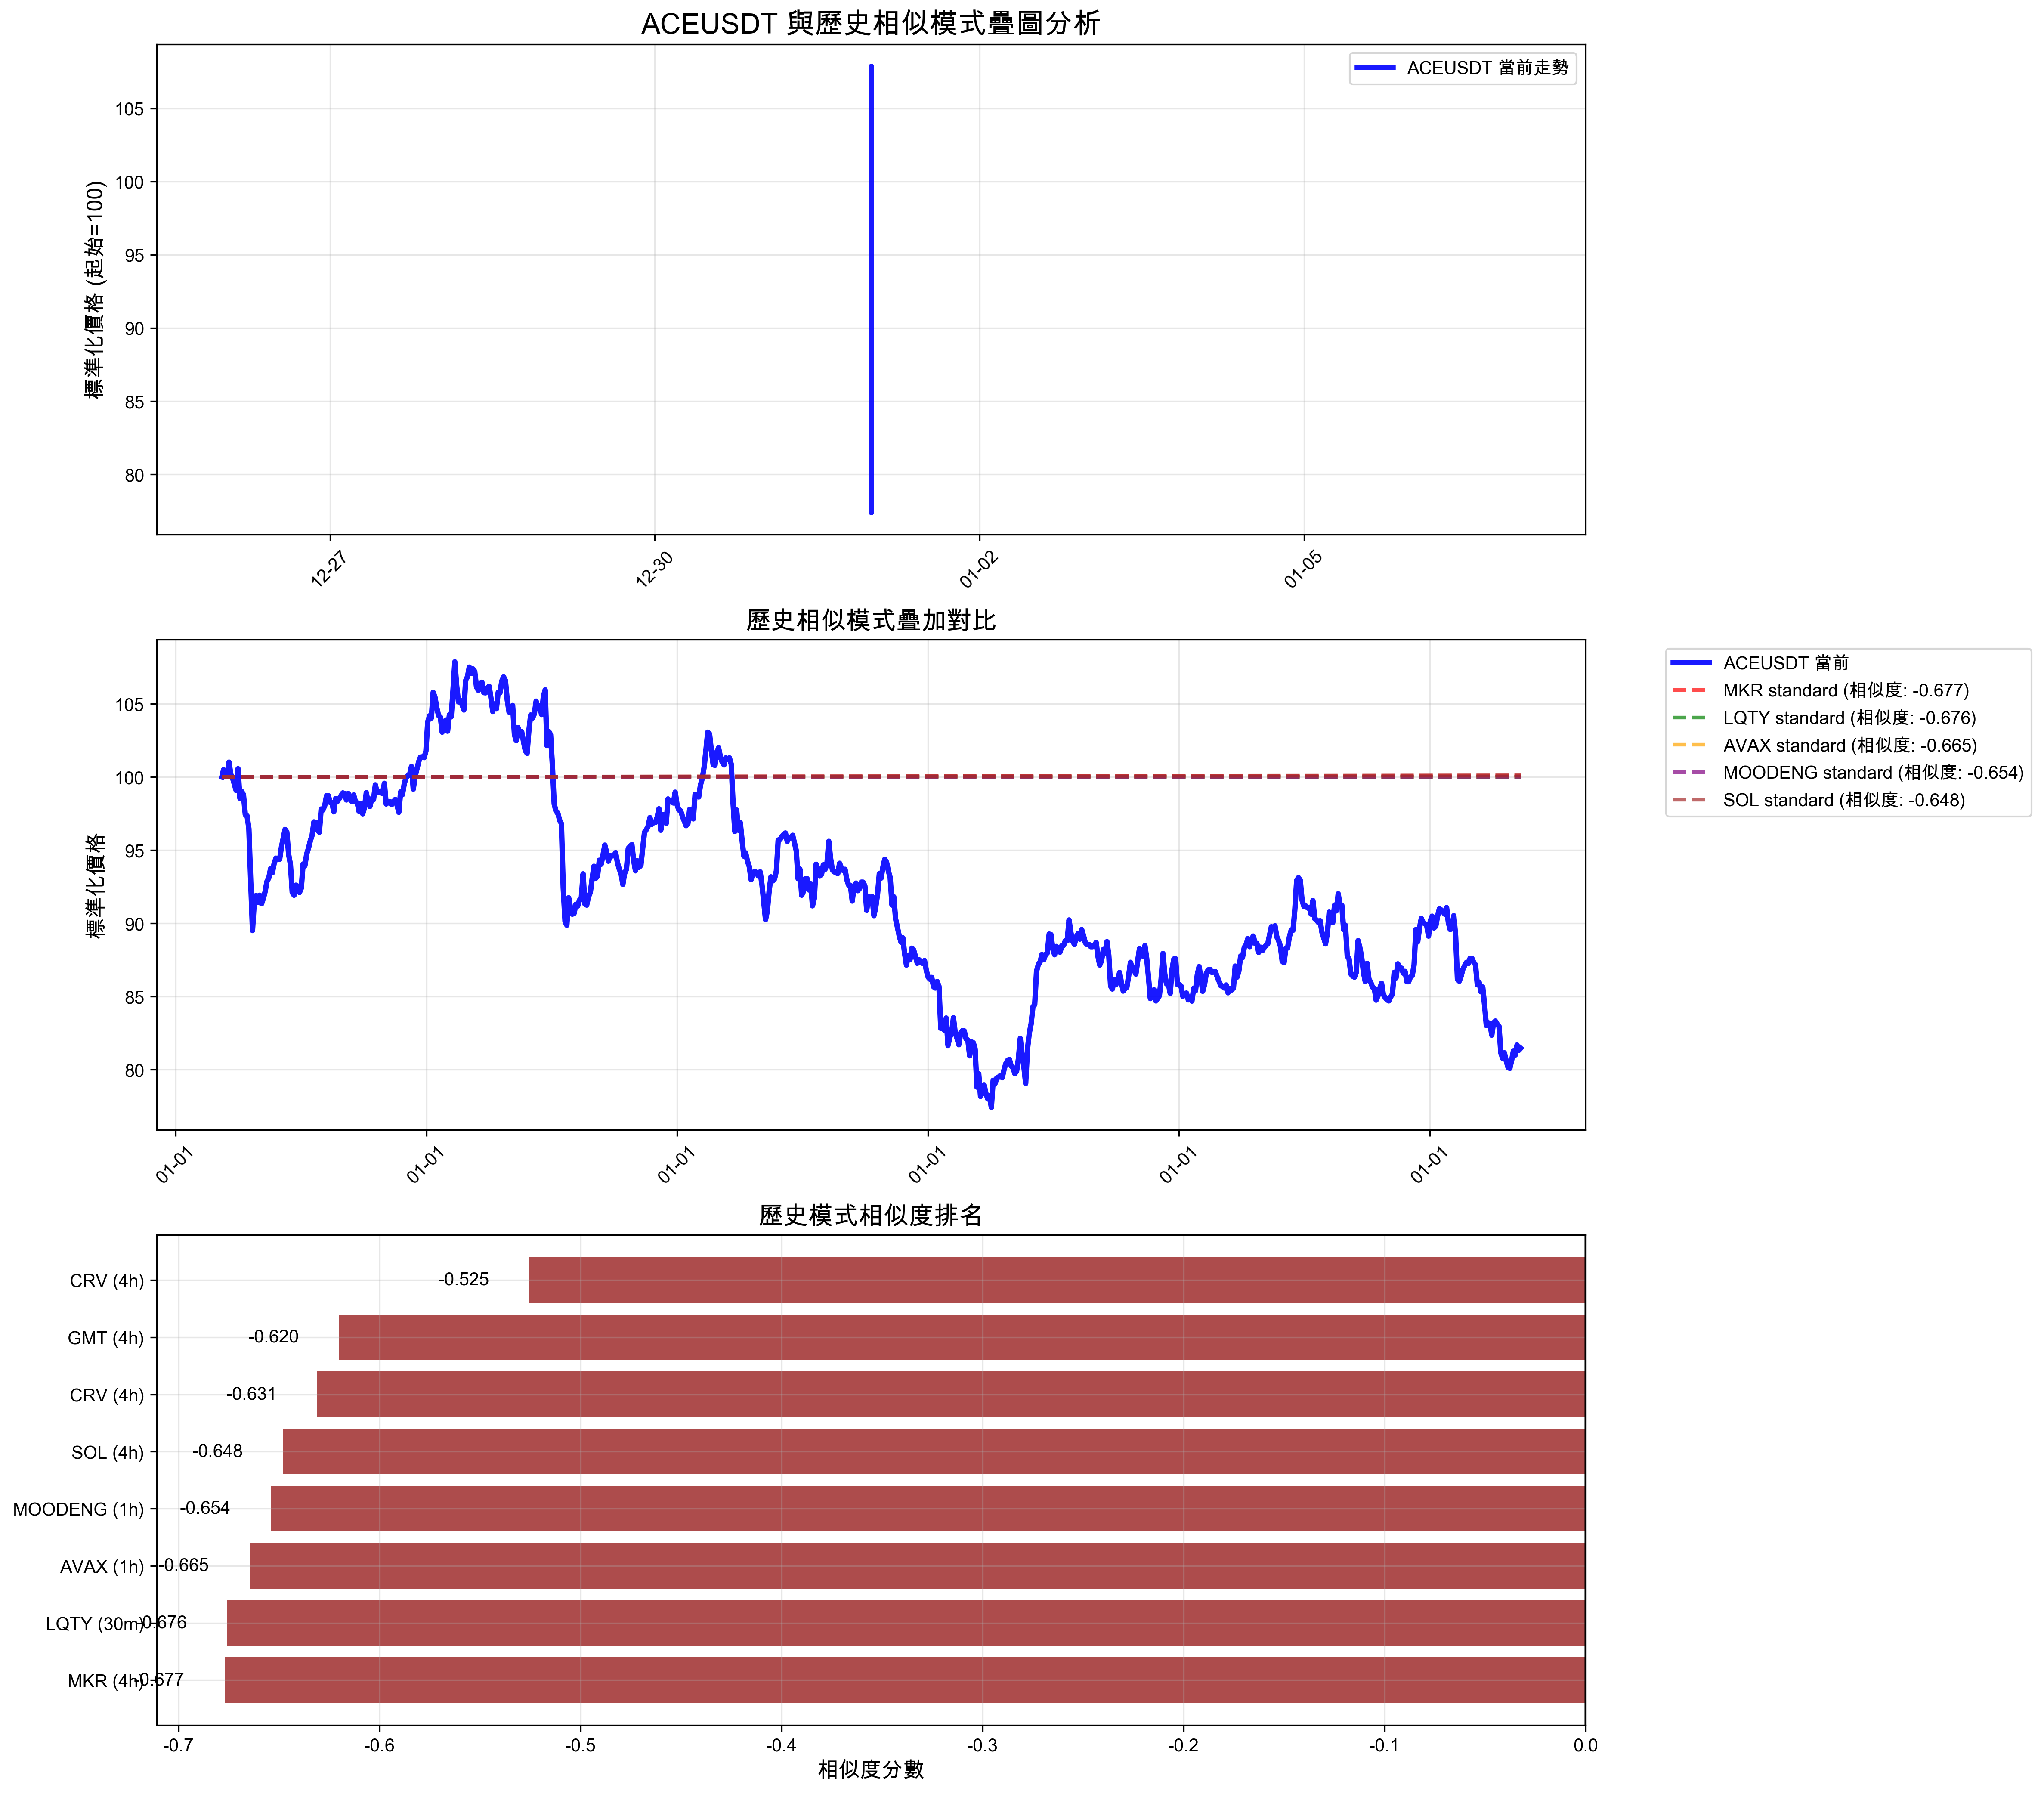 ACEUSDT 與歷史相似模式疊圖分析
ACEUSDT 當前走勢
標準化價格 (起始=100)
105
100
95
90
85
80
12-27
12-30
01-02
01-05
歷史相似模式疊加對比
ACEUSDT 當前
MKR standard (相似度: -0.677)
LQTY standard (相似度: -0.676)
AVAX standard (相似度: -0.665)
MOODENG standard (相似度: -0.654)
SOL standard (相似度: -0.648)
標準化價格
105
100
95
90
85
80
01-01
01-01
01-01
01-01
01-01
01-01
歷史模式相似度排名
CRV (4h) -0.525
GMT (4h) -0.620
CRV (4h) -0.631
SOL (4h) -0.648
MOODENG (1h) -0.654
AVAX (1h) -0.665
LQTY (30m) -0.676
MKR (4h) -0.677
-0.7
-0.6
-0.5
-0.4
-0.3
-0.2
-0.1
0.0
相似度分數